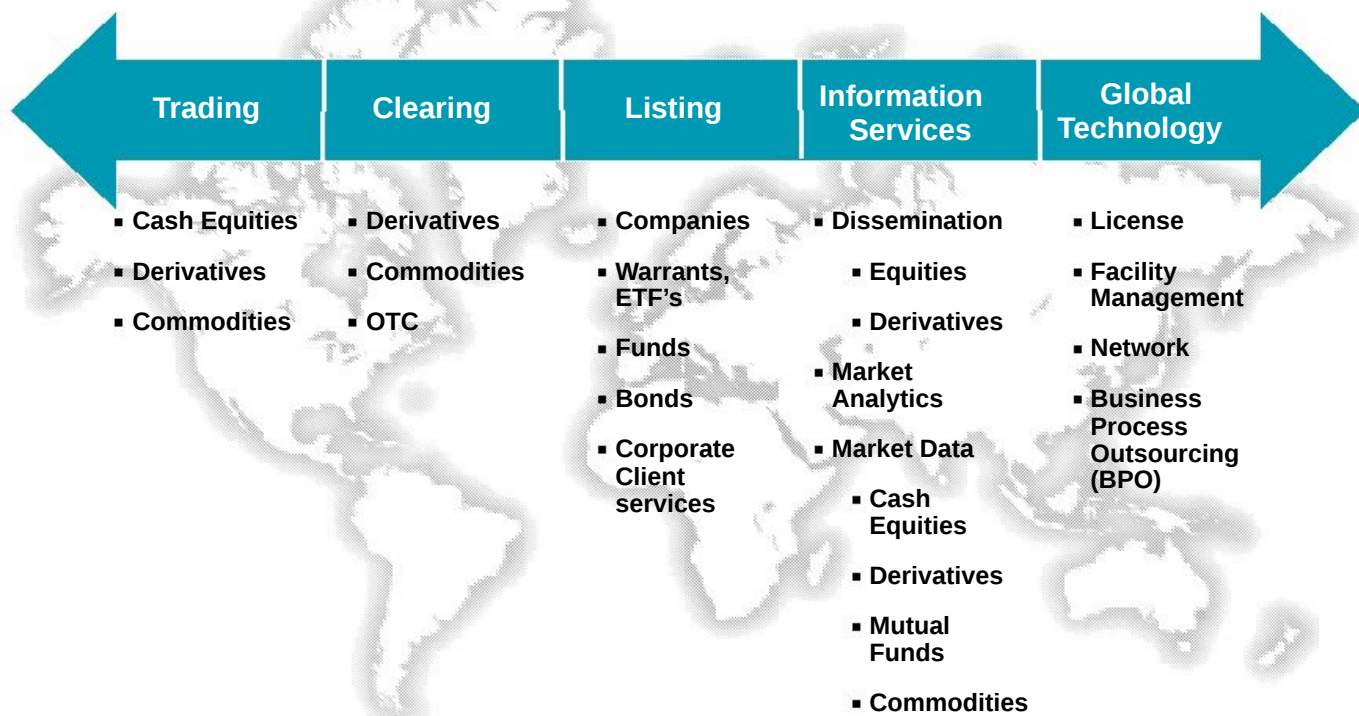 Trading
Clearing
Listing
Information
Services
Global
Technology
▪ Cash Equities
▪ Derivatives
▪ Commodities
▪ Derivatives
▪ Commodities
▪ OTC
▪ Companies
▪ Warrants,
ETF’s
▪ Funds
▪ Bonds
▪ Corporate
Client
services
▪ Dissemination
▪ Equities
▪ Derivatives
▪ Market
Analytics
▪ Market Data
▪ Cash
Equities
▪ Derivatives
▪ Mutual
Funds
▪ Commodities
▪ License
▪ Facility
Management
▪ Network
▪ Business
Process
Outsourcing
(BPO)